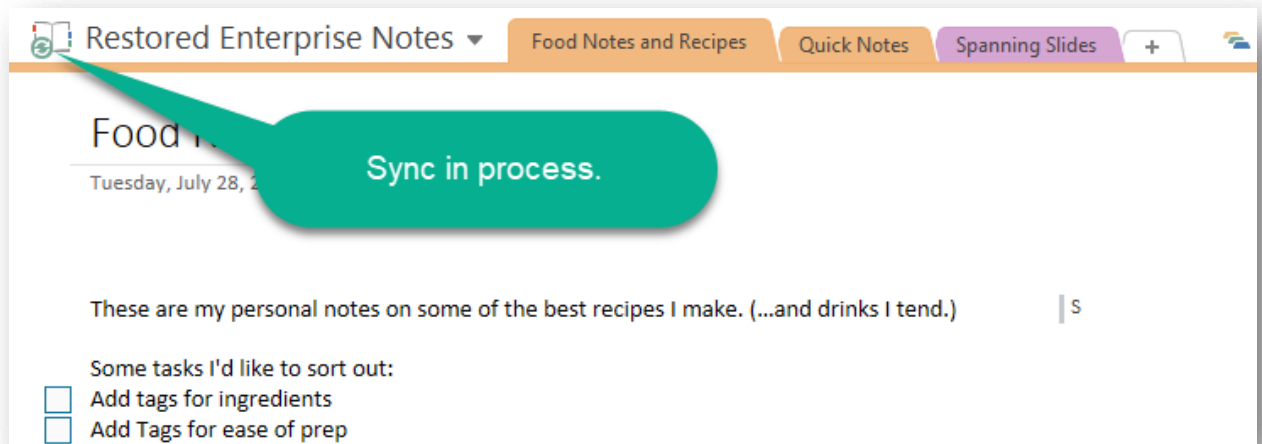 Restored Enterprise Notes
Food Notes and Recipes
Quick Notes
Spanning Slides
+
Food
Sync in process.
Tuesday, July 28,
These are my personal notes on some of the best recipes I make. (...and drinks I tend.)
S
Some tasks I'd like to sort out:
Add tags for ingredients
Add Tags for ease of prep